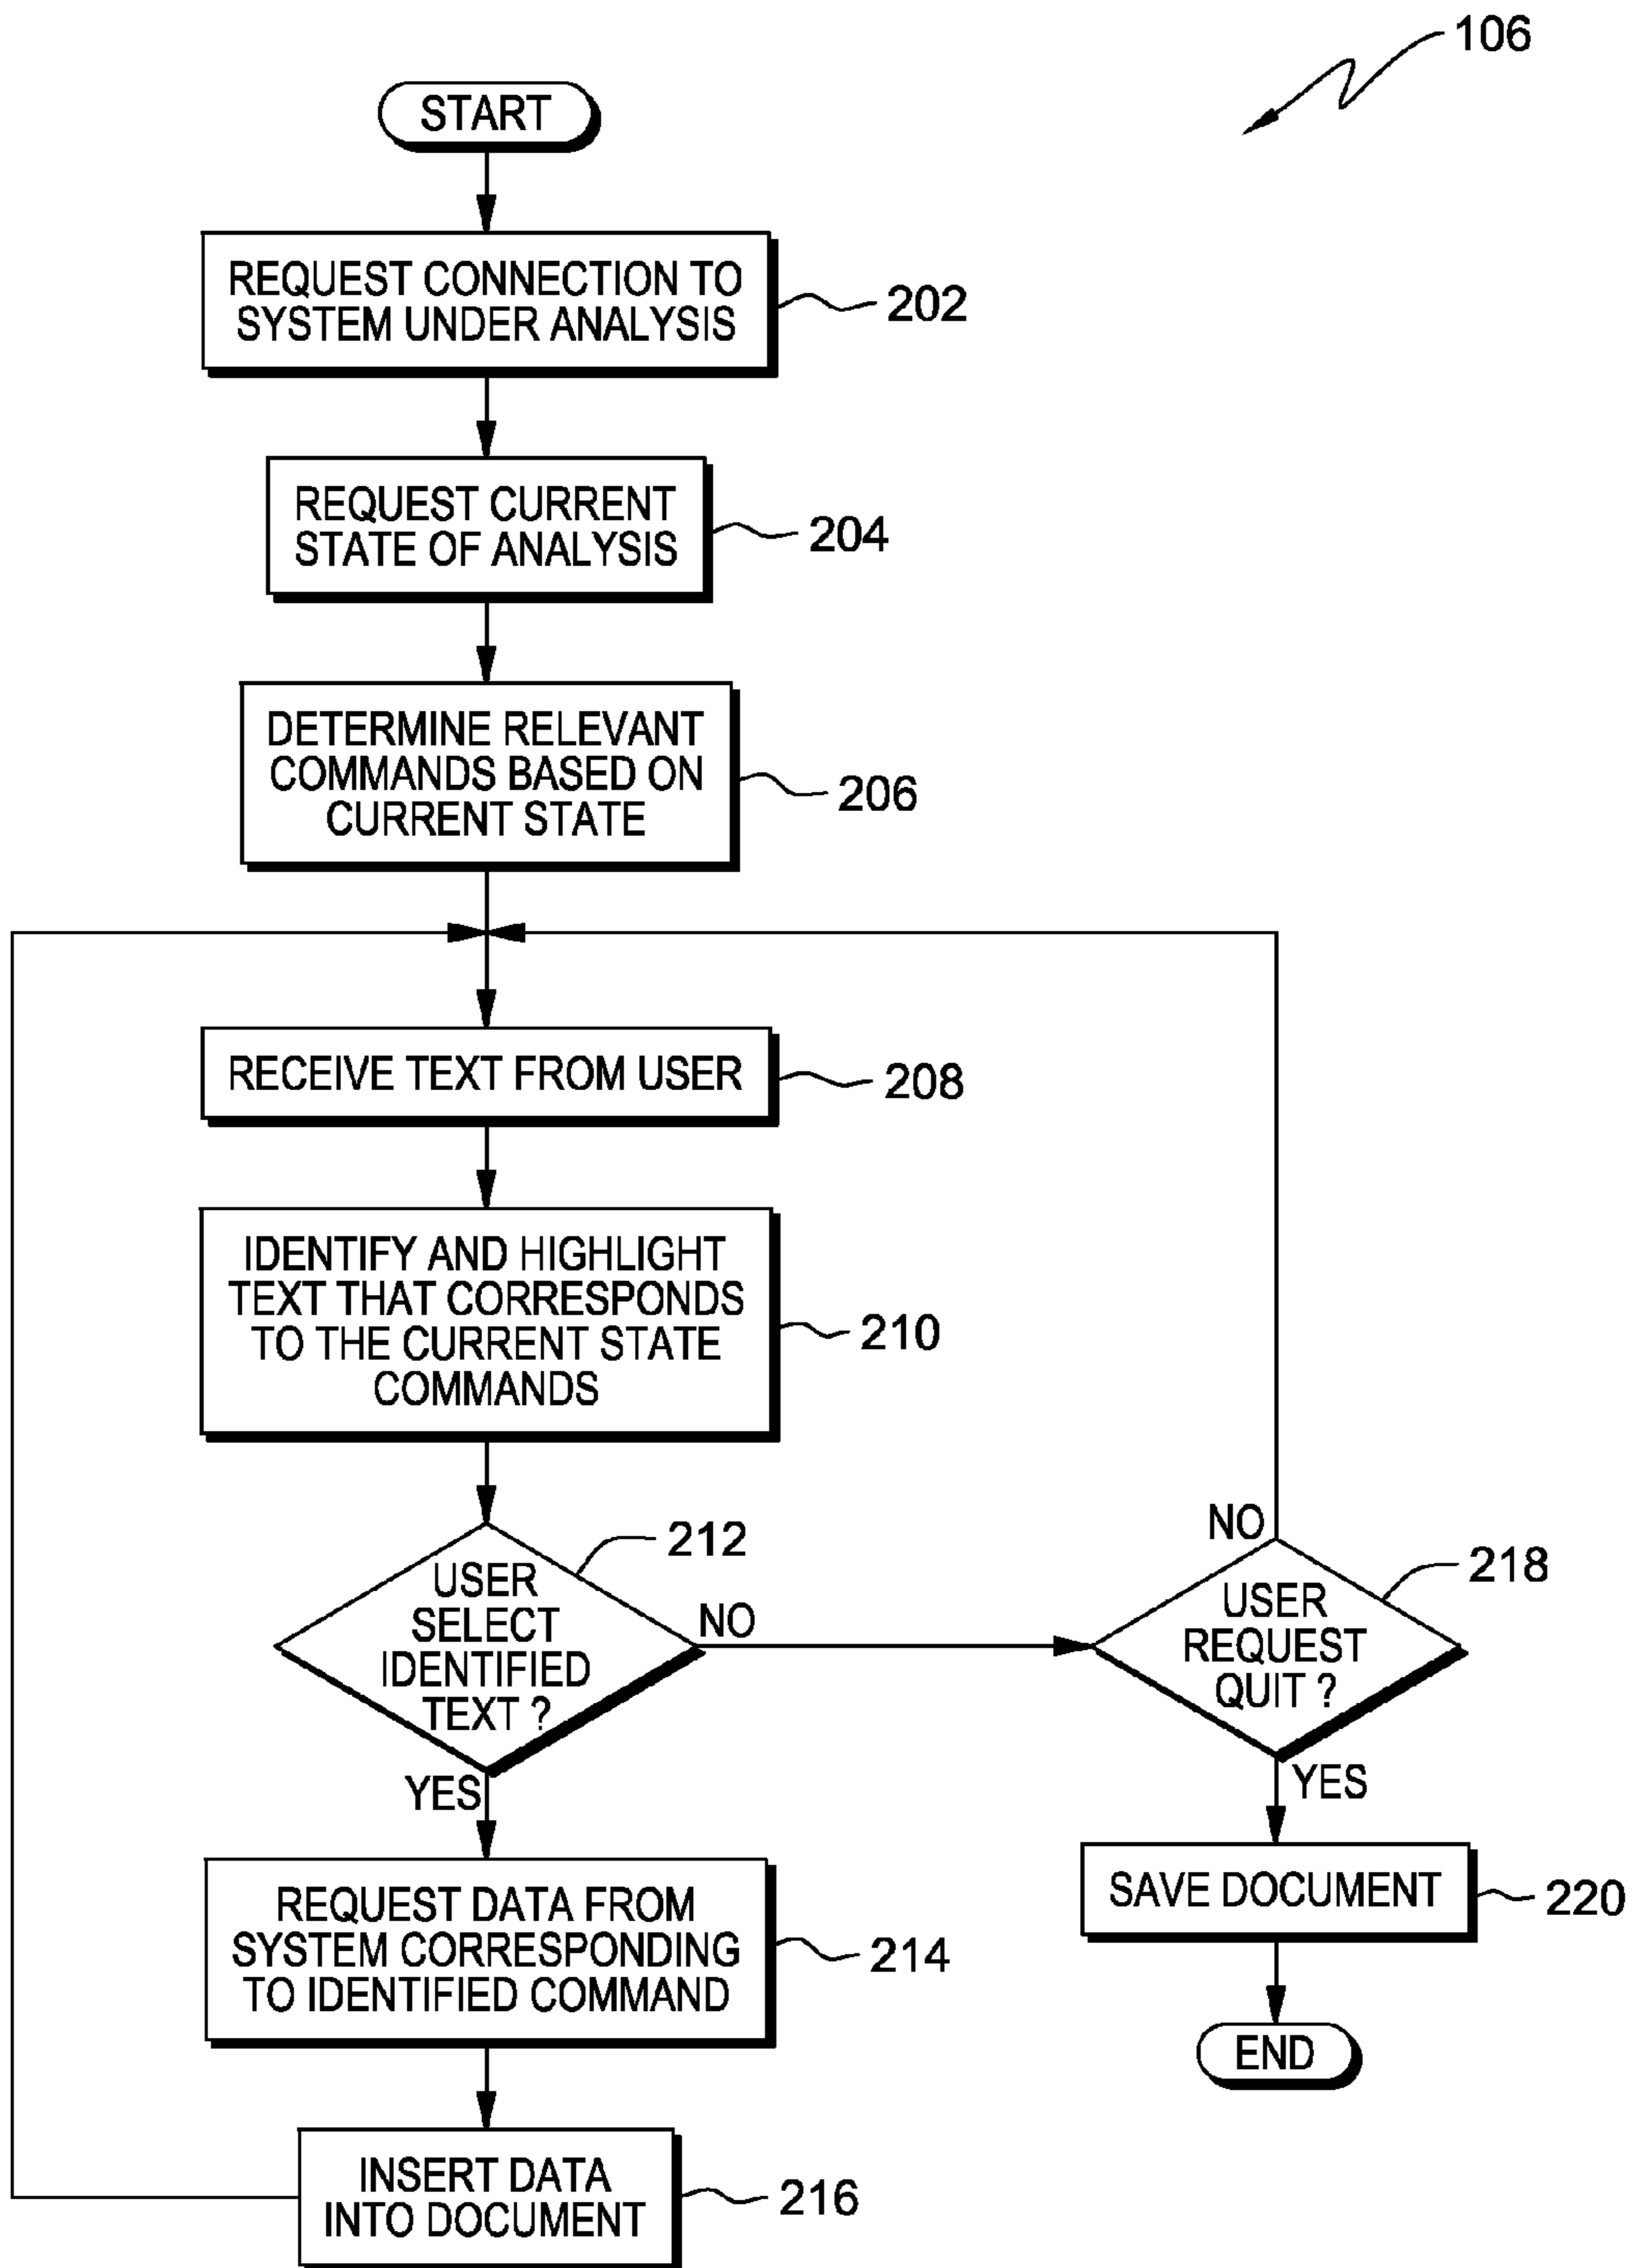 106
START
REQUEST CONNECTION TO
SYSTEM UNDER ANALYSIS
202
REQUEST CURRENT
STATE OF ANALYSIS
204
DETERMINE RELEVANT
COMMANDS BASED ON
CURRENT STATE
206
RECEIVE TEXT FROM USER
208
IDENTIFY AND HIGHLIGHT
TEXT THAT CORRESPONDS
TO THE CURRENT STATE
COMMANDS
210
212
USER
SELECT
IDENTIFIED
TEXT ?
NO
YES
NO
218
USER
REQUEST
QUIT ?
YES
REQUEST DATA FROM
SYSTEM CORRESPONDING
TO IDENTIFIED COMMAND
214
SAVE DOCUMENT
220
END
INSERT DATA
INTO DOCUMENT
216